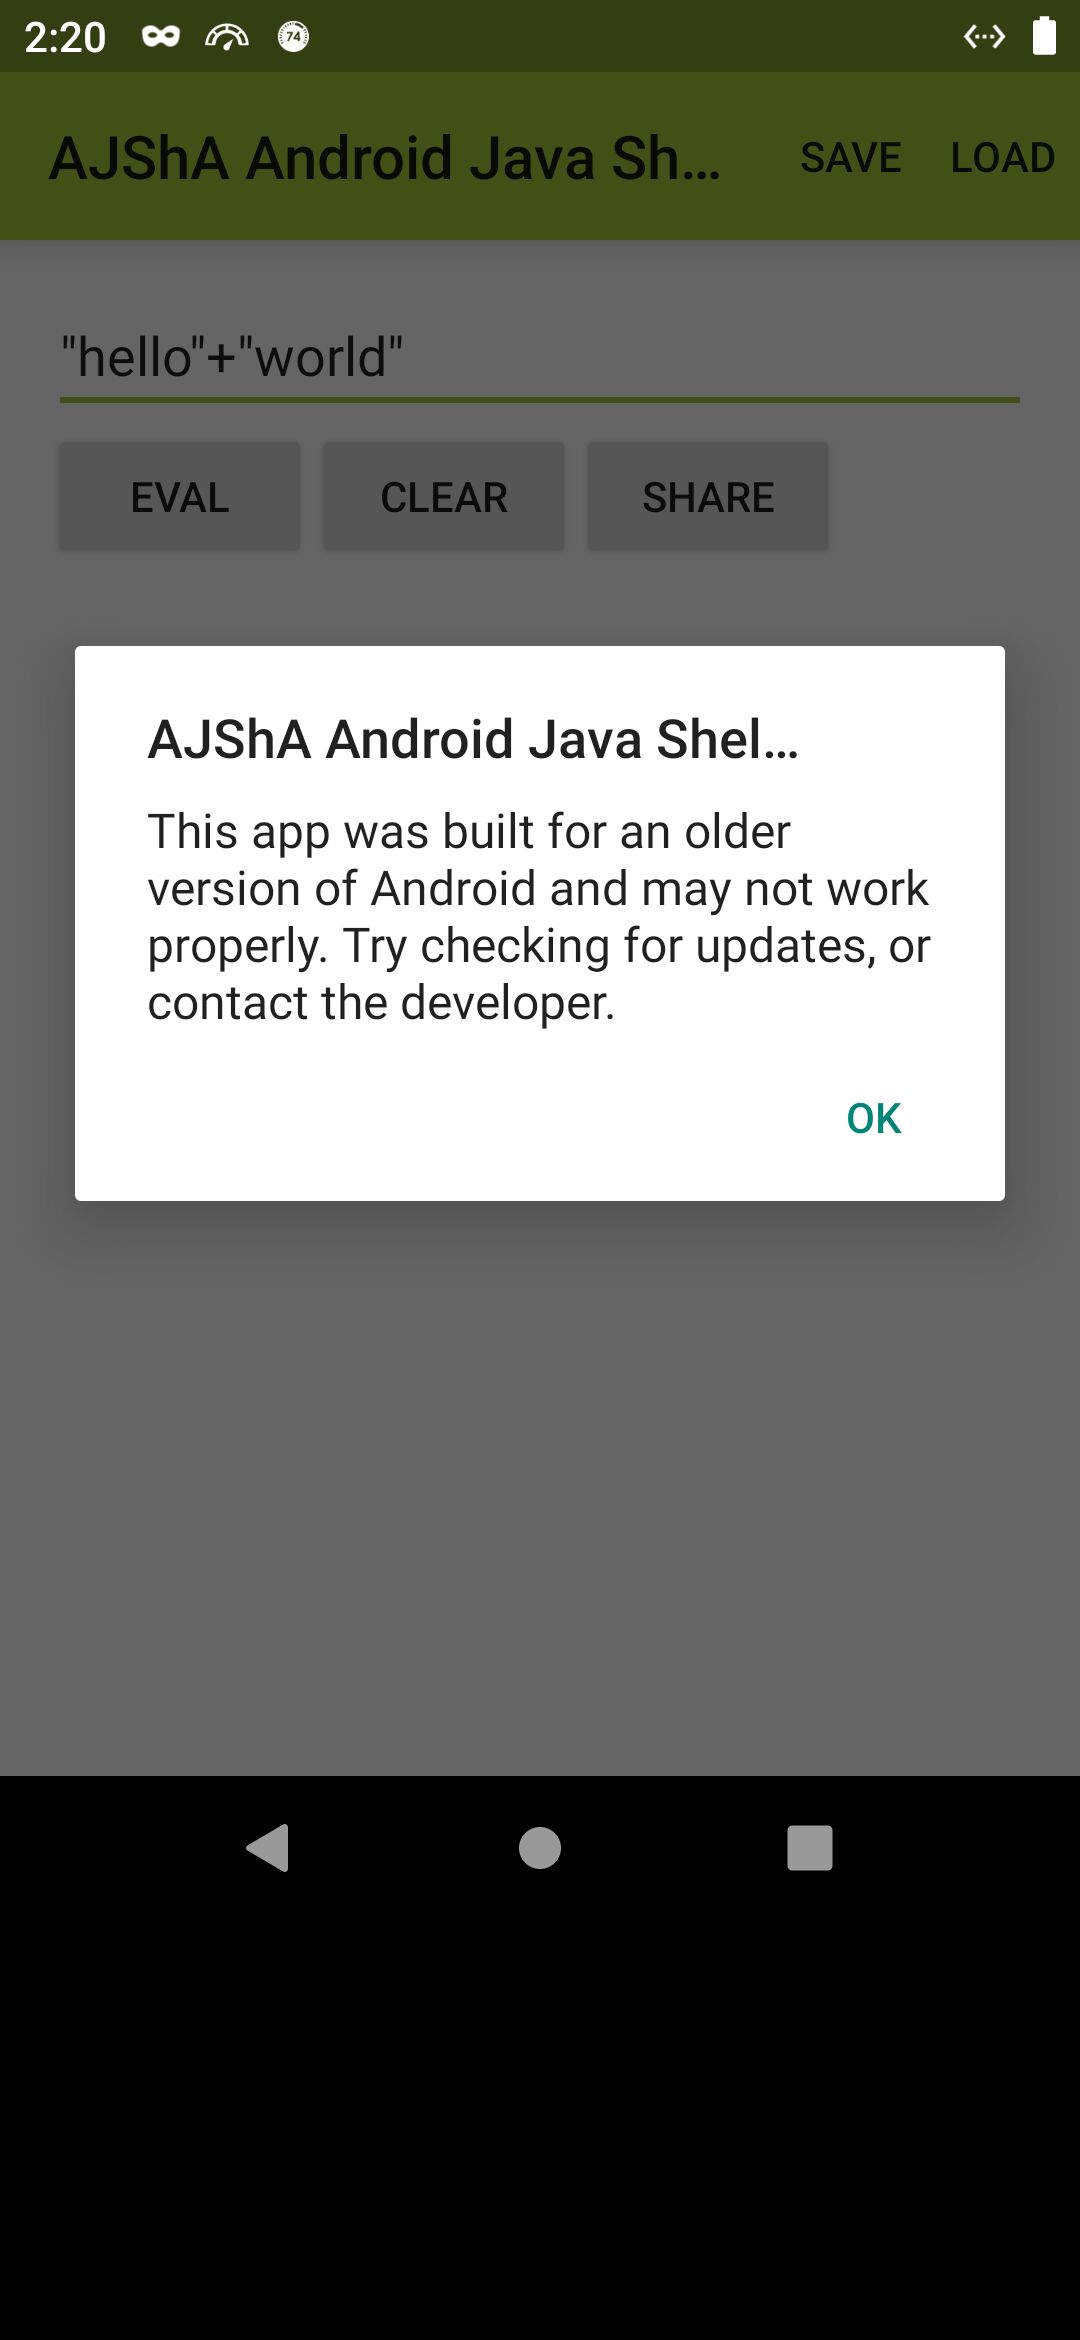 2:20
74
AJShA Android Java Sh…
SAVE
LOAD
"hello"+"world"
EVAL
CLEAR
SHARE
AJShA Android Java Shel…
This app was built for an older
version of Android and may not work
properly. Try checking for updates, or
contact the developer.
OK